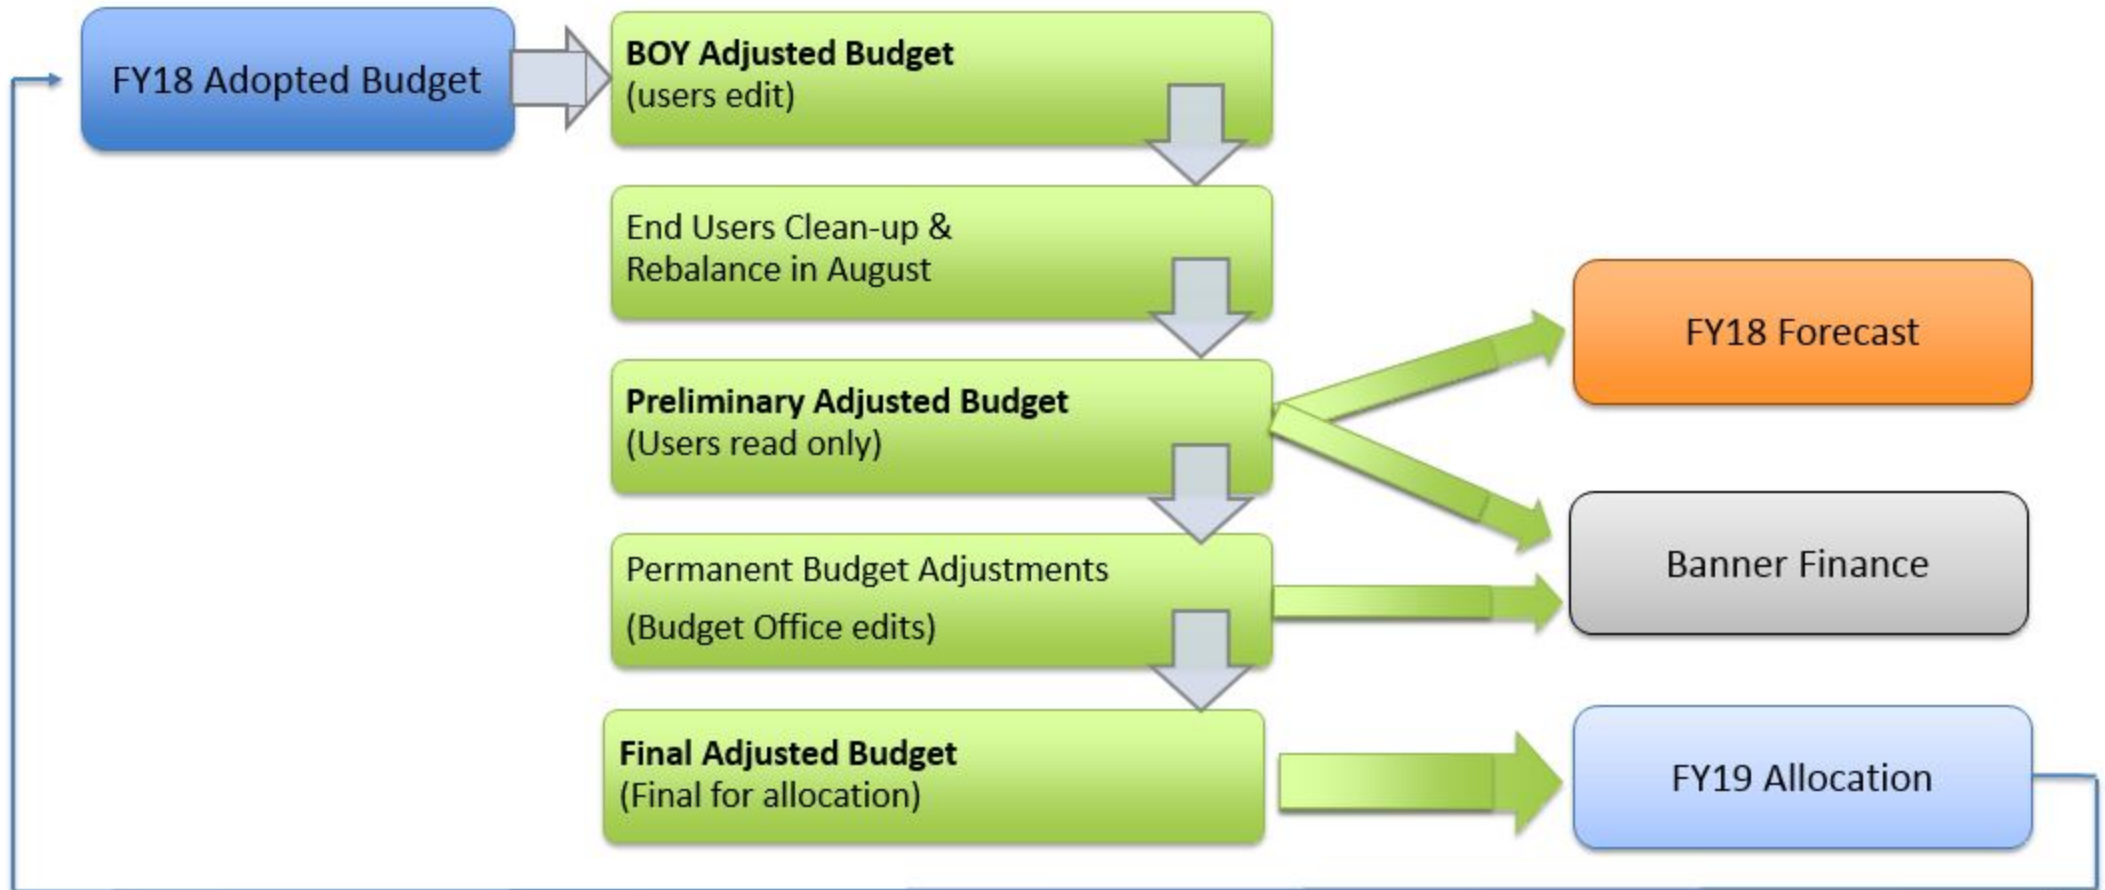 FY18 Adopted Budget
BOY Adjusted Budget
(users edit)
End Users Clean-up &
Rebalance in August
Preliminary Adjusted Budget
(Users read only)
Permanent Budget Adjustments
(Budget Office edits)
Final Adjusted Budget
(Final for allocation)
FY18 Forecast
Banner Finance
FY19 Allocation